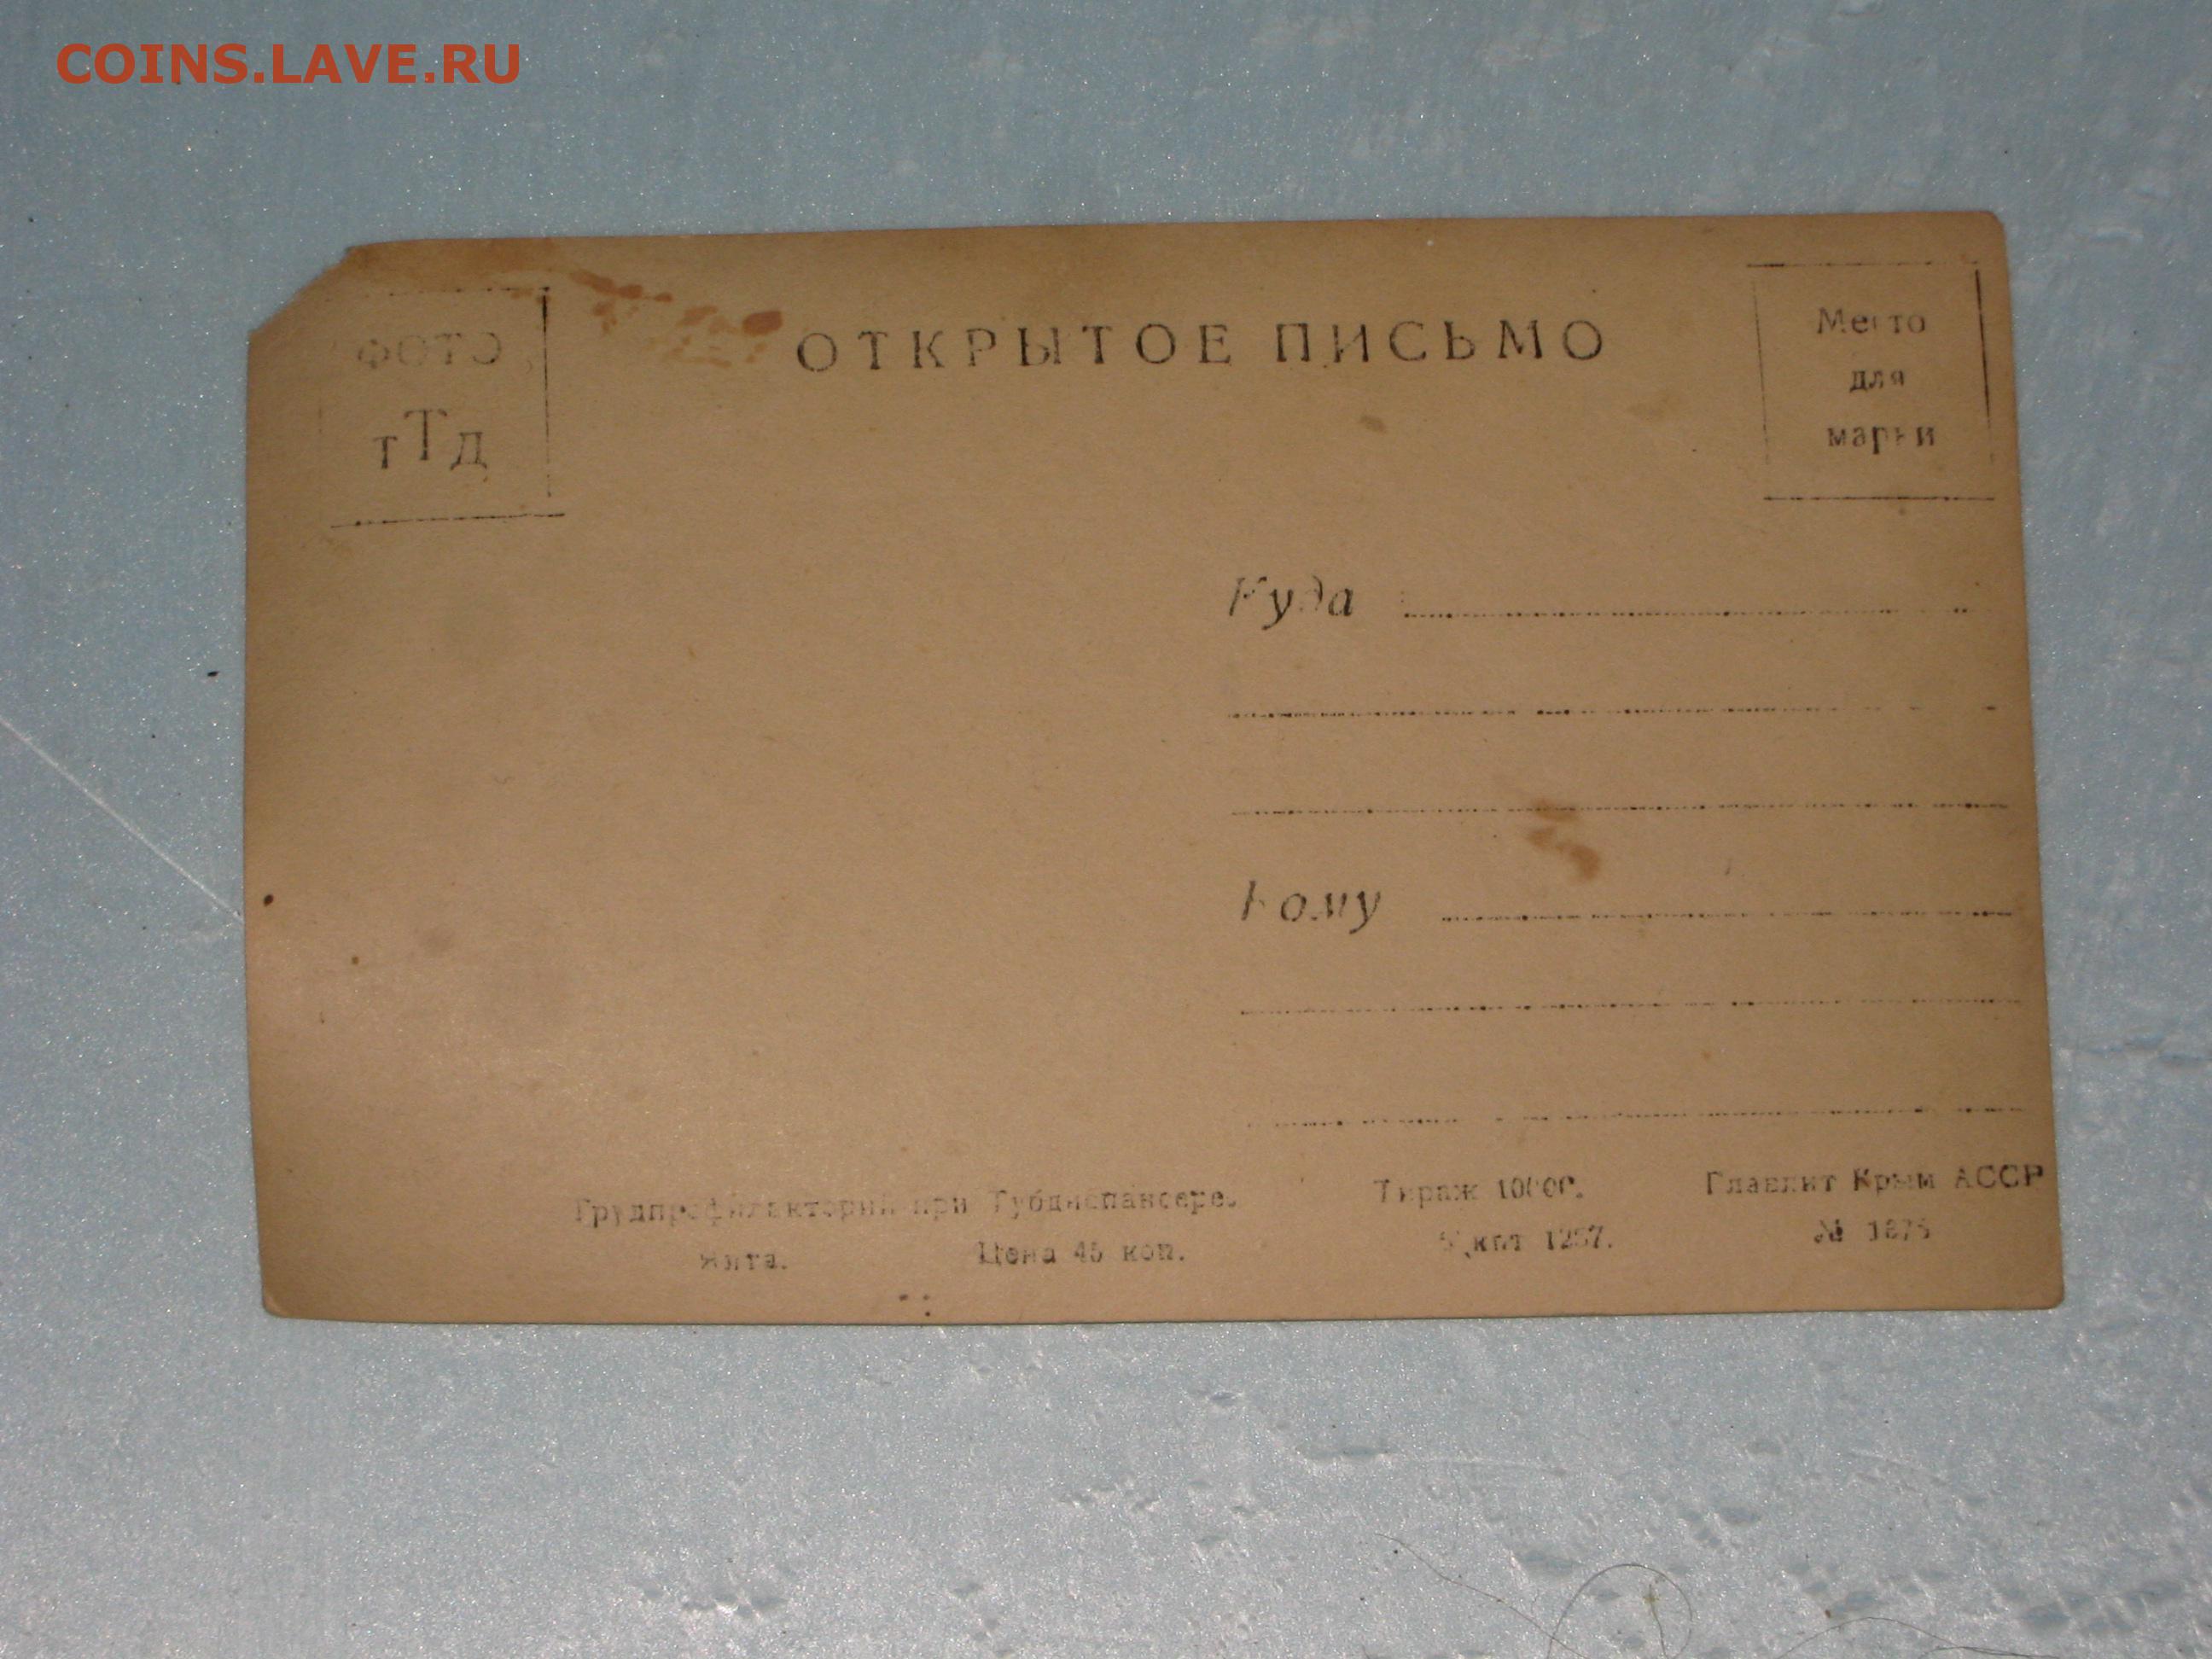 COINS.LAVE.RU
ФОТО
тТд
ОТКРЫТОЕ ПИСЬМО
Место
для
марки
Куда
Кому
Трудпрофилакторий при Тубдиспансере.
Ялта. Цена 45 коп.
Тираж 10000.
Главлит Крым АССР
№